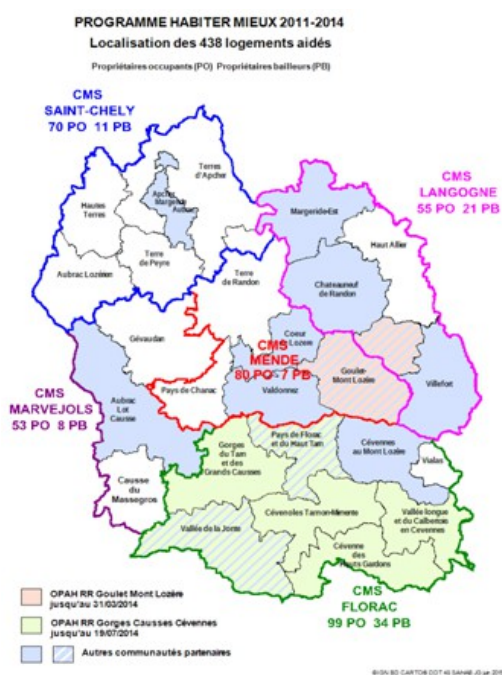 PROGRAMME HABITER MIEUX 2011-2014
Localisation des 438 logements aidés
Propriétaires occupants (PO) Propriétaires bailleurs (PB)
CMS
SAINT-CHELY
70 PO 11 PB
Terres
d'Apcher
Apcher
Margeride
Aubrac
Hautes
Terres
Aubrac Lozérien
Terre
de Peyre
Terre
de Randon
CMS
LANGOGNE
55 PO 21 PB
Margeride-Est
Haut Allier
Chateauneuf
de Randon
Gévaudan
Coeur
de Lozere
CMS
MENDE
80 PO 7 PB
Goulet-
Mont Lozère
Villefort
Pays de Chanac
Valdonnez
CMS
MARVEJOLS
53 PO 8 PB
Aubrac
Lot
Causse
Causse
du
Massegros
Gorges
du Tarn
et des
Grands Causses
Pays de Florac
et du Haut Tarn
Cévennes
au Mont Lozère
Vialas
Vallée de la Jonte
Cévenoles Tarnon-Mimente
Vallée longue
et du Calbertois
en Cevennes
Cévenne
des
Hauts Gardons
CMS
FLORAC
99 PO 34 PB
OPAH RR Goulet Mont Lozère
jusqu'au 31/03/2014
OPAH RR Gorges Causses Cévennes
jusqu'au 19/07/2014
Autres communautés partenaires